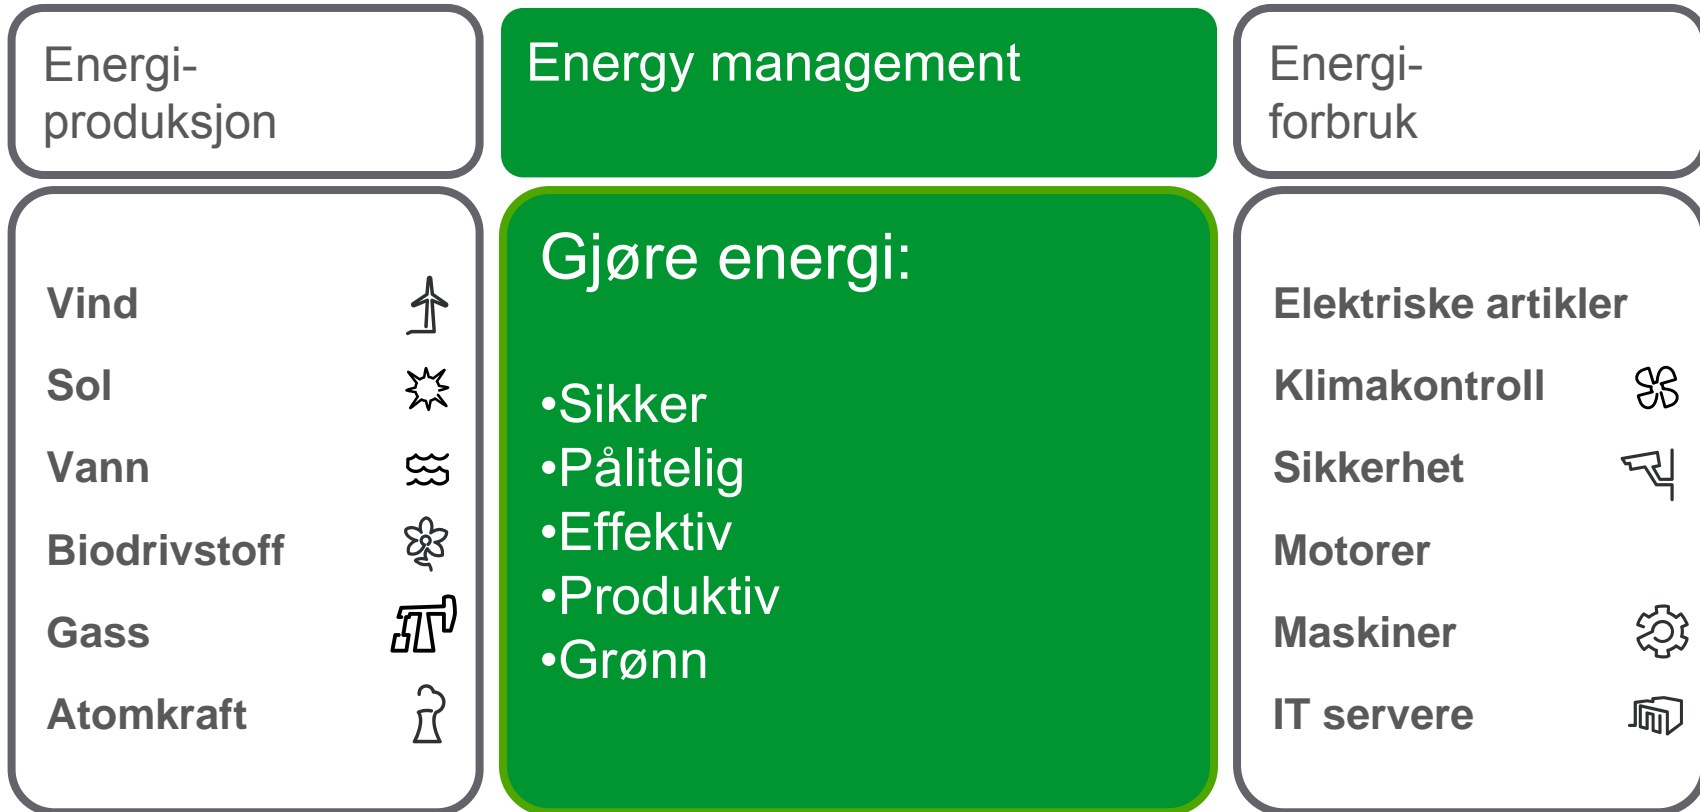 Energi-
produksjon
Energy management
Energi-
forbruk
Vind
Sol
Vann
Biodrivstoff
Gass
Atomkraft
Gjøre energi:
•Sikker
•Pålitelig
•Effektiv
•Produktiv
•Grønn
Elektriske artikler
Klimakontroll
Sikkerhet
Motorer
Maskiner
IT servere